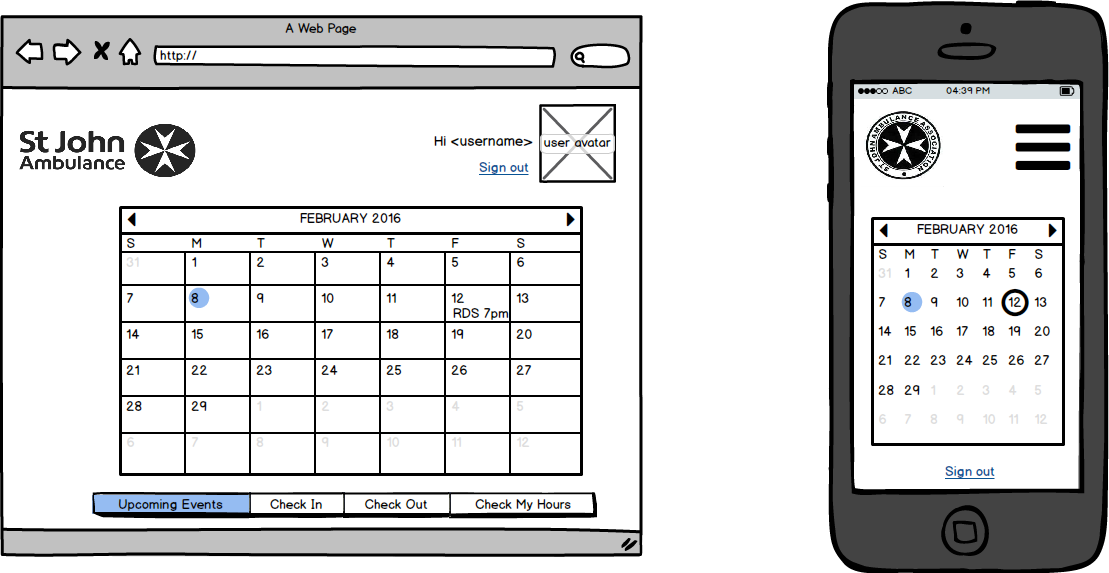 A Web Page
http://
St John
Ambulance
Hi <username>
Sign out
user avatar
FEBRUARY 2016
S M T W T F S
31 1 2 3 4 5 6
7 8 9 10 11 12 13
RDS 7pm
14 15 16 17 18 19 20
21 22 23 24 25 26 27
28 29 1 2 3 4 5
6 7 8 9 10 11 12
Upcoming Events Check In Check Out Check My Hours
ABC 04:39 PM
ST JOHN AMBULANCE ASSOCIATION
FEBRUARY 2016
S M T W T F S
31 1 2 3 4 5 6
7 8 9 10 11 12 13
14 15 16 17 18 19 20
21 22 23 24 25 26 27
28 29 1 2 3 4 5
6 7 8 9 10 11 12
Sign out